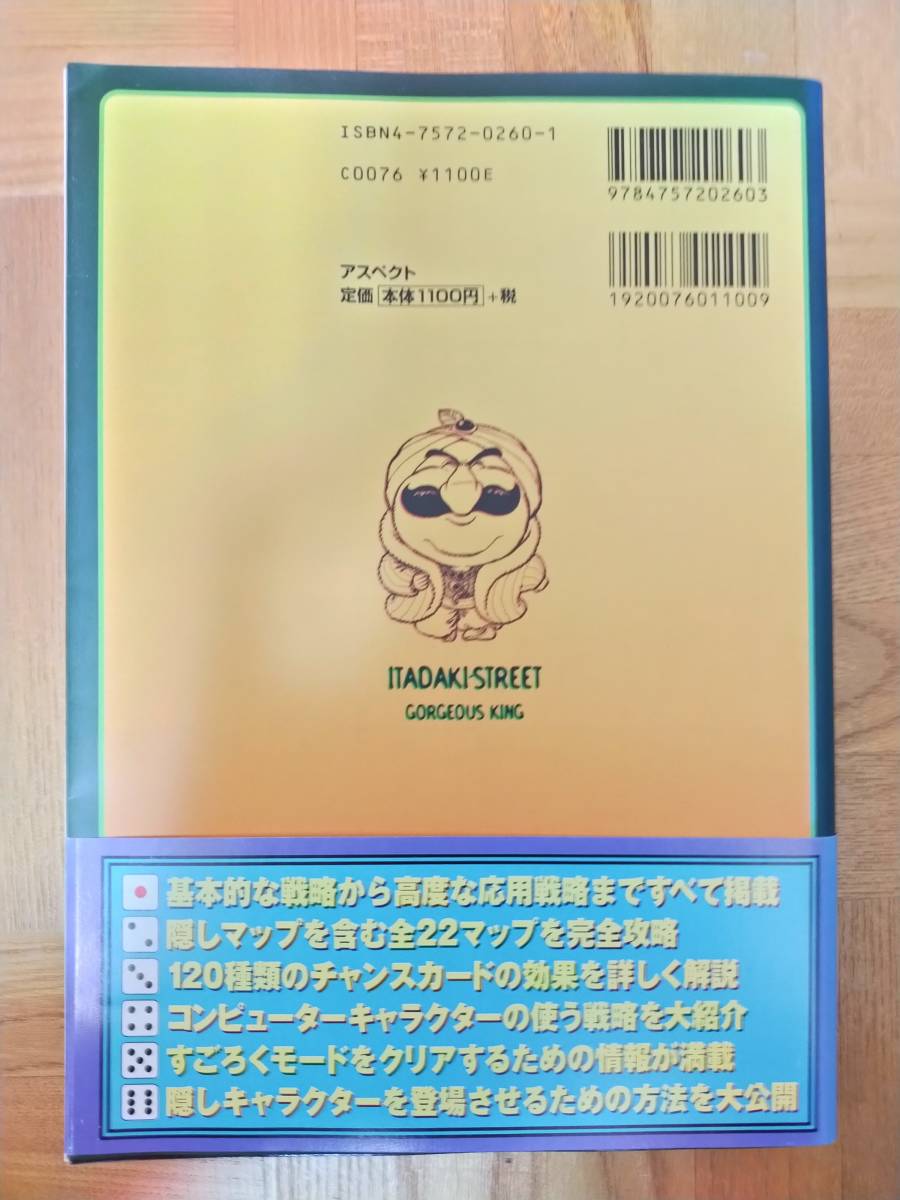 ISBN4-7572-0260-1
C0076 ¥1100E
9784757202603
アスペクト
定価 本体1100円 +税
1920076011009
ITADAKI-STREET
GORGEOUS KING
基本的な戦略から高度な応用戦略まですべて掲載
隠しマップを含む全22マップを完全攻略
120種類のチャンスカードの効果を詳しく解説
コンピューターキャラクターの使う戦略を大紹介
すごろくモードをクリアするための情報が満載
隠しキャラクターを登場させるための方法を大公開